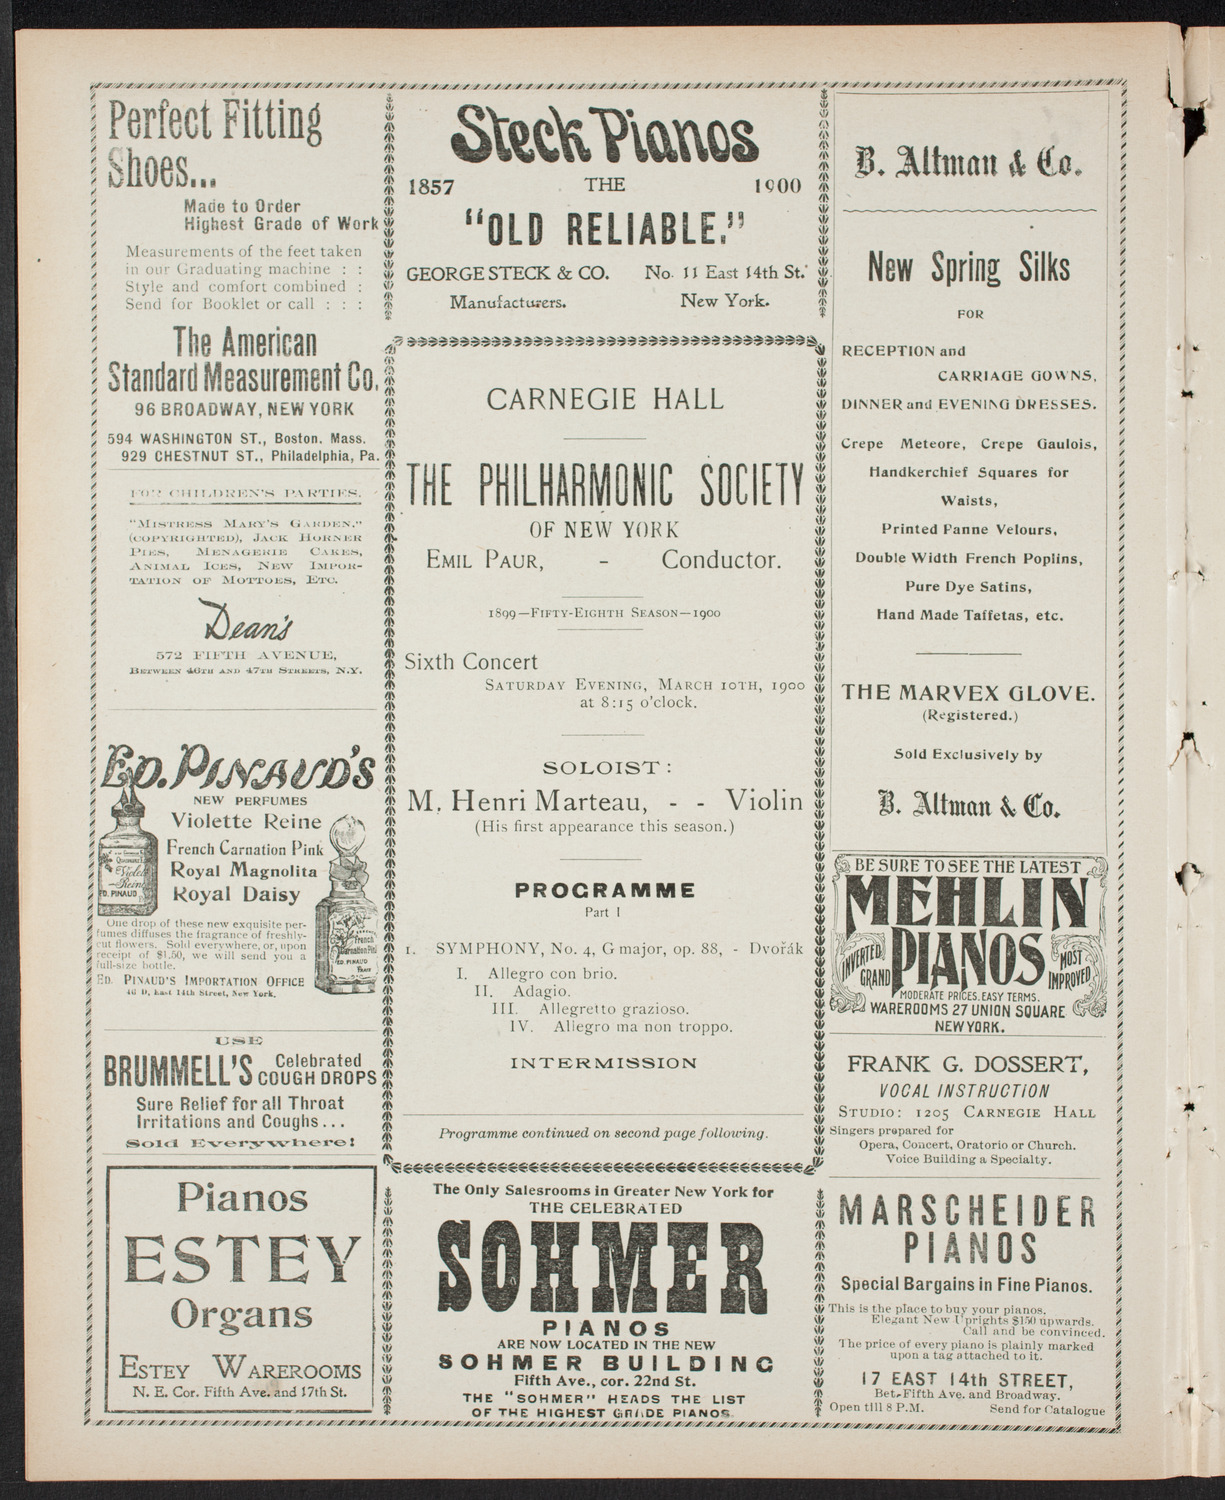 Perfect Fitting
Shoes...
Made to Order
Highest Grade of Work
Measurements of the feet taken
in our Graduating machine : :
Style and comfort combined :
Send for Booklet or call : : :
The American
Standard Measurement Co.
96 BROADWAY, NEW YORK
594 WASHINGTON ST., Boston. Mass.
929 CHESTNUT ST., Philadelphia, Pa.
FOR CHILDREN'S PARTIES.
"MISTRESS MARY'S GARDEN."
(COPYRIGHTED), JACK HORNER
PIES, MENAGERIE CAKES,
ANIMAL ICES, NEW IMPOR-
TATION OF MOTTOES, ETC.
Dean's
572 FIFTH AVENUE,
BETWEEN 46TH AND 47TH STREETS, N.Y.
ED. PINAUD'S
NEW PERFUMES
Violette Reine
French Carnation Pink
Royal Magnolita
Royal Daisy
One drop of these new exquisite per-
fumes diffuses the fragrance of freshly-
cut flowers. Sold everywhere, or, upon
receipt of $1.50, we will send you a
full-size bottle.
ED. PINAUD'S IMPORTATION OFFICE
46 D, East 14th Street, New York.
USE
BRUMMELL'S Celebrated
COUGH DROPS
Sure Relief for all Throat
Irritations and Coughs...
Sold Everywhere!
Pianos
ESTEY
Organs
ESTEY WAREROOMS
N. E. Cor. Fifth Ave. and 17th St.
Steck Pianos
1857 THE 1900
"OLD RELIABLE."
GEORGE STECK & CO. No. 11 East 14th St.
Manufacturers. New York.
CARNEGIE HALL
THE PHILHARMONIC SOCIETY
OF NEW YORK
EMIL PAUR, - Conductor.
1899—FIFTY-EIGHTH SEASON—1900
Sixth Concert
SATURDAY EVENING, MARCH 10TH, 1900
at 8:15 o'clock.
SOLOIST:
M. Henri Marteau, - - Violin
(His first appearance this season.)
PROGRAMME
Part I
1. SYMPHONY, No. 4, G major, op. 88, - Dvořák
I. Allegro con brio.
II. Adagio.
III. Allegretto grazioso.
IV. Allegro ma non troppo.
INTERMISSION
Programme continued on second page following.
The Only Salesrooms in Greater New York for
THE CELEBRATED
SOHMER
PIANOS
ARE NOW LOCATED IN THE NEW
SOHMER BUILDING
Fifth Ave., cor. 22nd St.
THE "SOHMER" HEADS THE LIST
OF THE HIGHEST GRADE PIANOS.
B. Altman & Co.
New Spring Silks
FOR
RECEPTION and
CARRIAGE GOWNS,
DINNER and EVENING DRESSES.
Crepe Meteore, Crepe Gaulois,
Handkerchief Squares for
Waists,
Printed Panne Velours,
Double Width French Poplins,
Pure Dye Satins,
Hand Made Taffetas, etc.
THE MARVEX GLOVE.
(Registered.)
Sold Exclusively by
B. Altman & Co.
BE SURE TO SEE THE LATEST
MEHLIN
PIANOS
INVERTED GRAND
MOST IMPROVED
MODERATE PRICES. EASY TERMS.
WAREROOMS 27 UNION SQUARE
NEW YORK.
FRANK G. DOSSERT,
VOCAL INSTRUCTION
STUDIO: 1205 CARNEGIE HALL
Singers prepared for
Opera, Concert, Oratorio or Church.
Voice Building a Specialty.
MARSCHEIDER
PIANOS
Special Bargains in Fine Pianos.
This is the place to buy your pianos.
Elegant New Uprights $150 upwards.
Call and be convinced.
The price of every piano is plainly marked
upon a tag attached to it.
17 EAST 14th STREET,
Bet. Fifth Ave. and Broadway.
Open till 8 P.M. Send for Catalogue